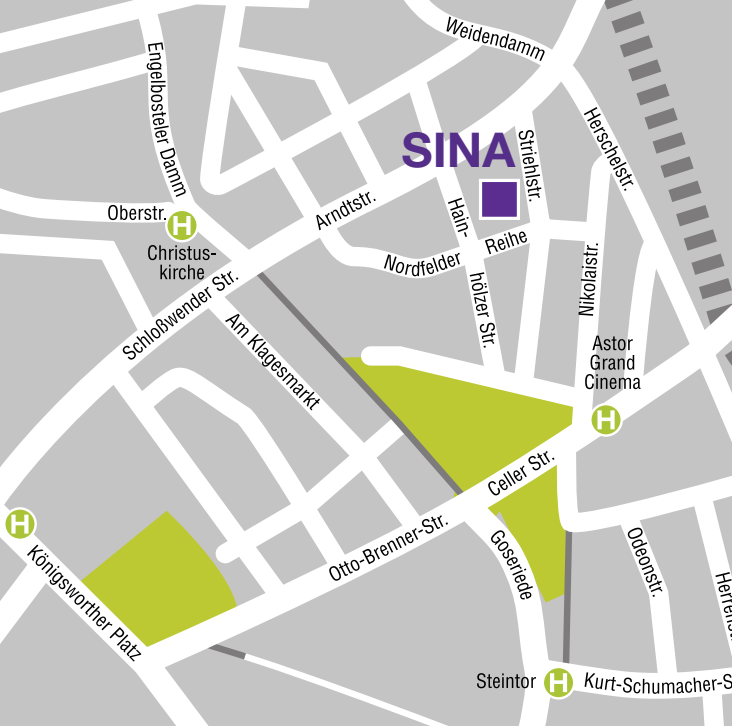 Weidendamm
Engelbosteler Damm
Herschelstr.
SINA
Striehlstr.
Oberstr.
H
Arndtstr.
Hain-
hölzer Str.
Christus-
kirche
Nordfelder Reihe
Nikolaistr.
Schloßwender Str.
Am Klagesmarkt
Astor
Grand
Cinema
H
Celler Str.
H
Otto-Brenner-Str.
Königsworther Platz
Goseriede
Odeonstr.
Herrenst
Steintor
H
Kurt-Schumacher-S